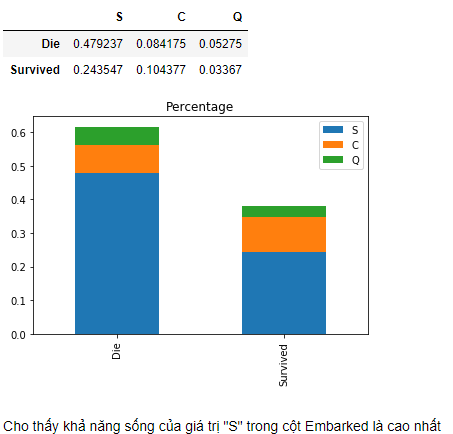 S C Q
Die 0.479237 0.084175 0.05275
Survived 0.243547 0.104377 0.03367
Percentage
S
C
Q
0.6
0.5
0.4
0.3
0.2
0.1
0.0
Die
Survived
Cho thấy khả năng sống của giá trị "S" trong cột Embarked là cao nhất